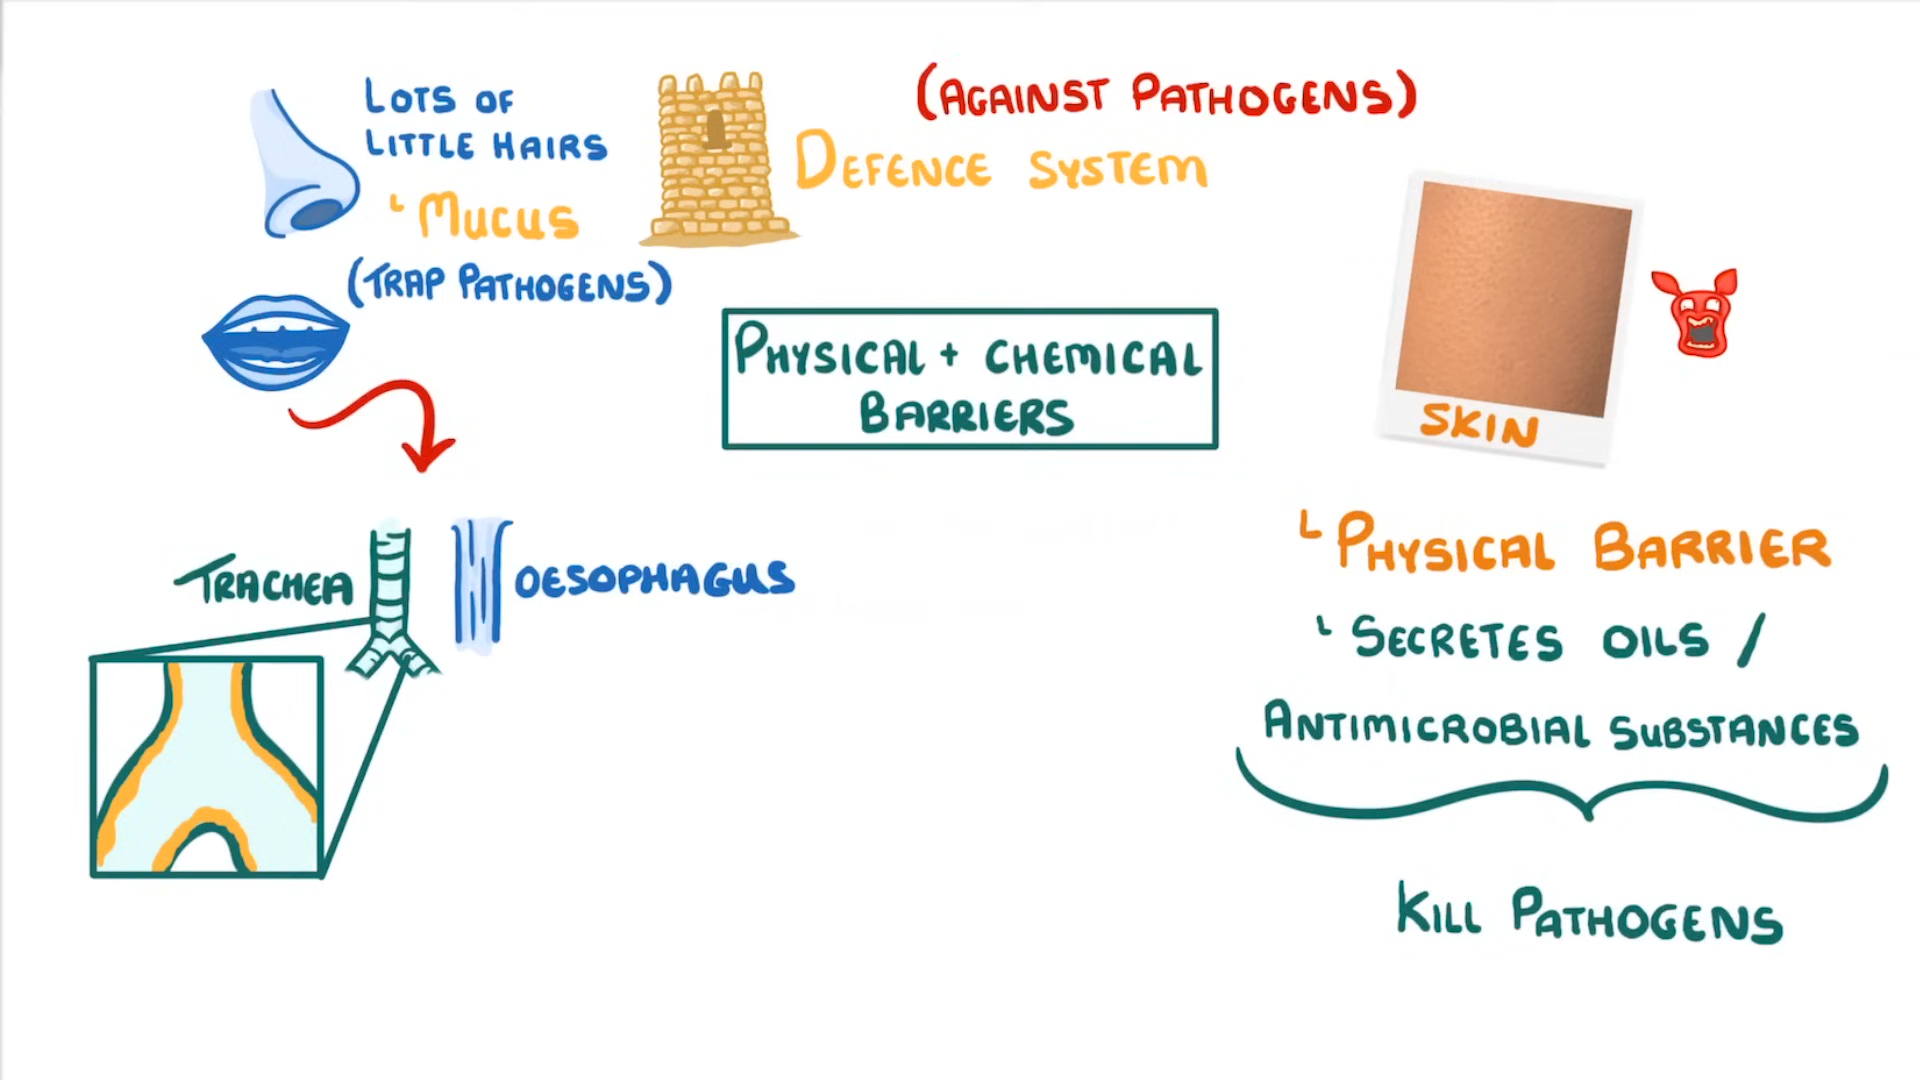 Lots of
Little Hairs
Mucus
(Trap Pathogens)
(Against Pathogens)
Defence System
Physical + Chemical
Barriers
Skin
Physical Barrier
Secretes Oils /
Antimicrobial Substances
Kill Pathogens
Trachea
Oesophagus